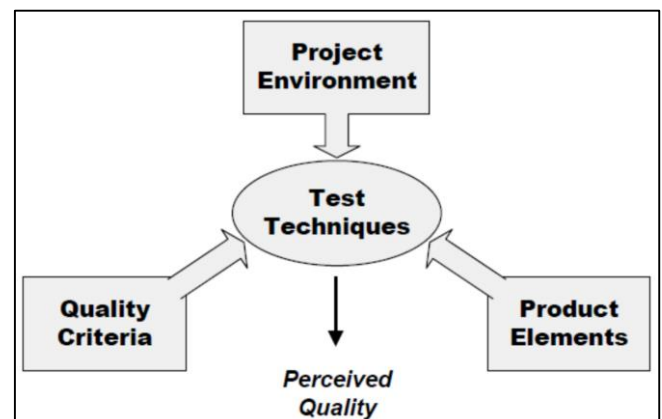 Project
Environment
Test
Techniques
Quality
Criteria
Product
Elements
Perceived
Quality